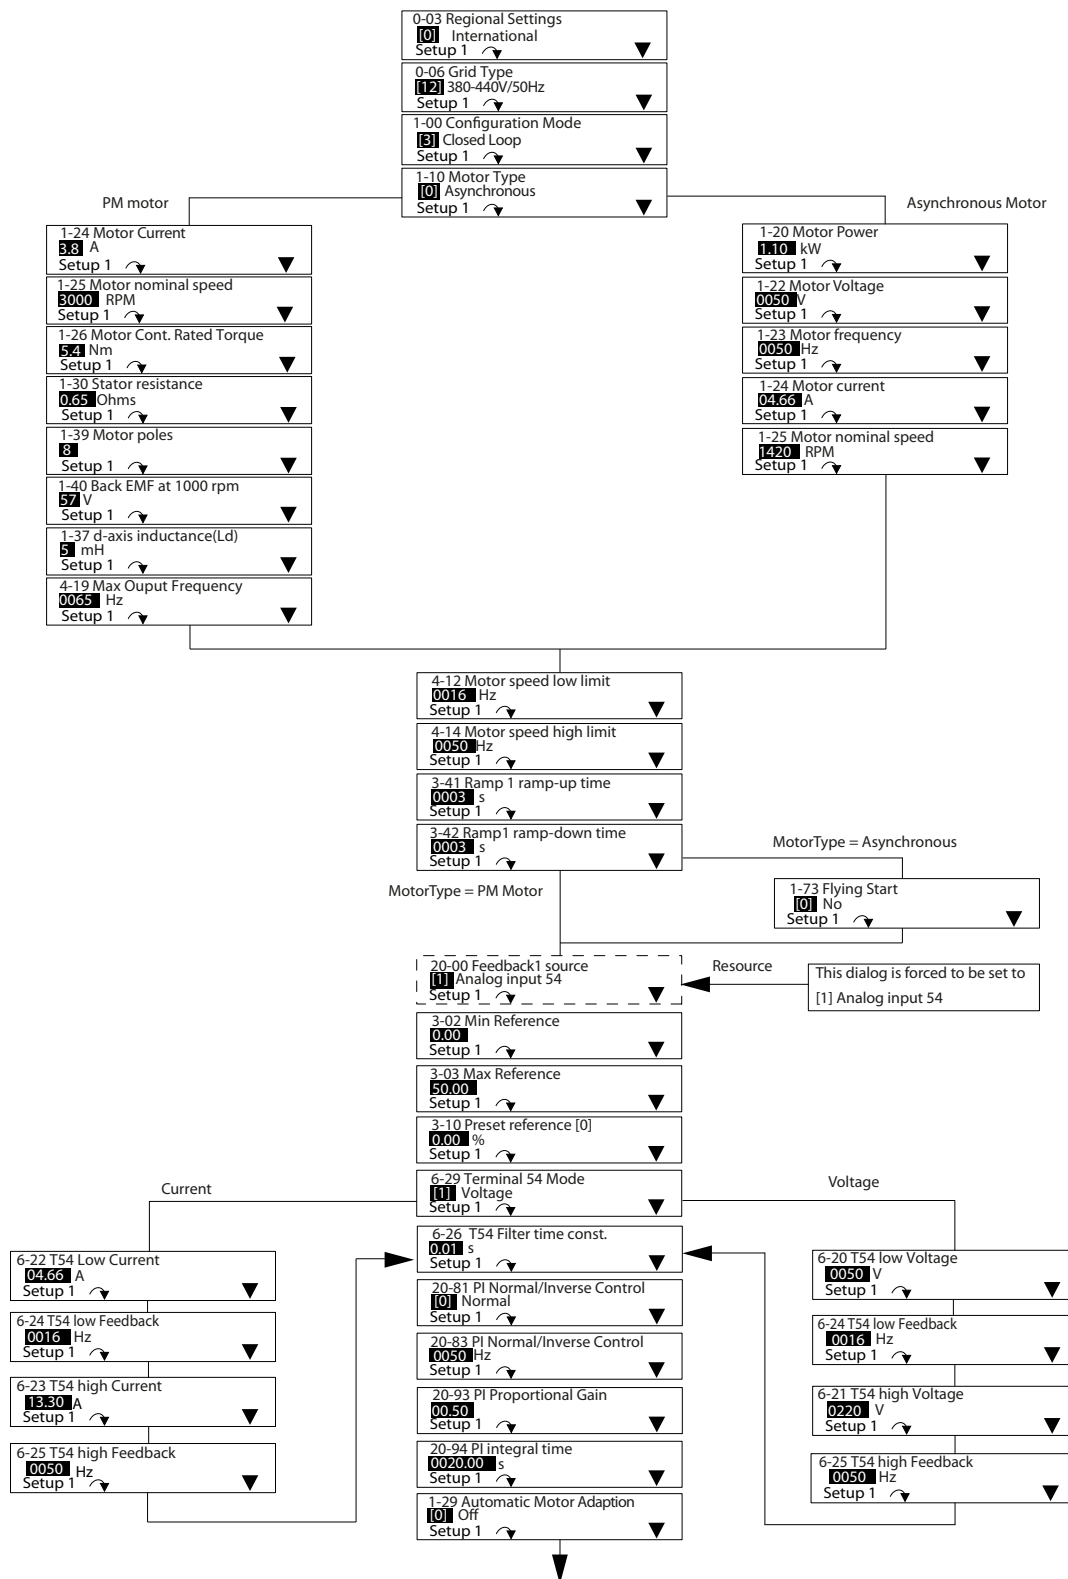 0-03 Regional Settings
[0] International
Setup 1
0-06 Grid Type
[12] 380-440V/50Hz
Setup 1
1-00 Configuration Mode
[3] Closed Loop
Setup 1
1-10 Motor Type
[0] Asynchronous
Setup 1
PM motor
Asynchronous Motor
1-24 Motor Current
3.8 A
Setup 1
1-25 Motor nominal speed
3000 RPM
Setup 1
1-26 Motor Cont. Rated Torque
5.4 Nm
Setup 1
1-30 Stator resistance
0.65 Ohms
Setup 1
1-39 Motor poles
8
Setup 1
1-40 Back EMF at 1000 rpm
57 V
Setup 1
1-37 d-axis inductance(Ld)
5 mH
Setup 1
4-19 Max Ouput Frequency
0065 Hz
Setup 1
1-20 Motor Power
1.10 kW
Setup 1
1-22 Motor Voltage
0050 V
Setup 1
1-23 Motor frequency
0050 Hz
Setup 1
1-24 Motor current
04.66 A
Setup 1
1-25 Motor nominal speed
1420 RPM
Setup 1
4-12 Motor speed low limit
0016 Hz
Setup 1
4-14 Motor speed high limit
0050 Hz
Setup 1
3-41 Ramp 1 ramp-up time
0003 s
Setup 1
3-42 Ramp1 ramp-down time
0003 s
Setup 1
MotorType = Asynchronous
MotorType = PM Motor
1-73 Flying Start
[0] No
Setup 1
20-00 Feedback1 source
[1] Analog input 54
Setup 1
Resource
This dialog is forced to be set to
[1] Analog input 54
3-02 Min Reference
0.00
Setup 1
3-03 Max Reference
50.00
Setup 1
3-10 Preset reference [0]
0.00 %
Setup 1
6-29 Terminal 54 Mode
[1] Voltage
Setup 1
Current
Voltage
6-22 T54 Low Current
04.66 A
Setup 1
6-24 T54 low Feedback
0016 Hz
Setup 1
6-23 T54 high Current
13.30 A
Setup 1
6-25 T54 high Feedback
0050 Hz
Setup 1
6-26 T54 Filter time const.
0.01 s
Setup 1
20-81 PI Normal/Inverse Control
[0] Normal
Setup 1
20-83 PI Normal/Inverse Control
0050 Hz
Setup 1
20-93 PI Proportional Gain
00.50
Setup 1
20-94 PI integral time
0020.00 s
Setup 1
1-29 Automatic Motor Adaption
[0] Off
Setup 1
6-20 T54 low Voltage
0050 V
Setup 1
6-24 T54 low Feedback
0016 Hz
Setup 1
6-21 T54 high Voltage
0220 V
Setup 1
6-25 T54 high Feedback
0050 Hz
Setup 1